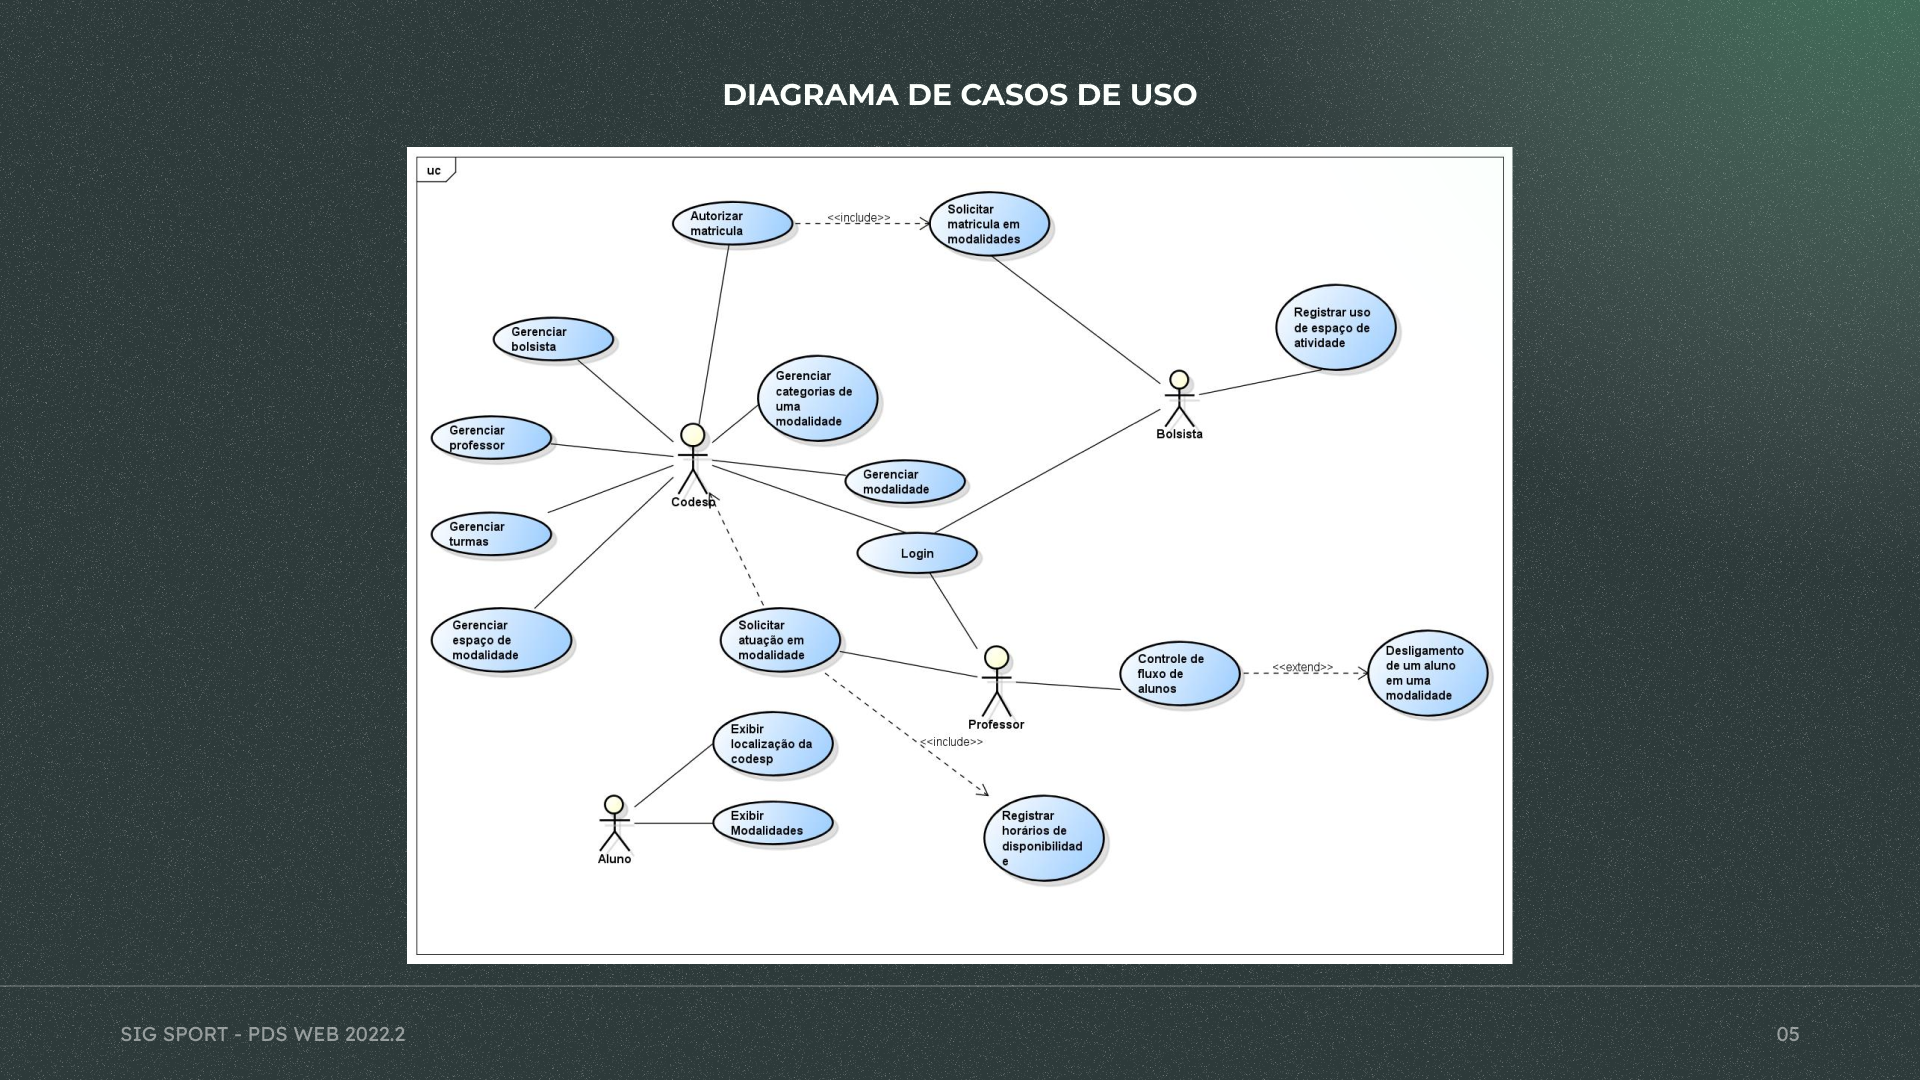 DIAGRAMA DE CASOS DE USO
uc
Autorizar
matricula
<<include>>
Solicitar
matricula em
modalidades
Registrar uso
de espaço de
atividade
Gerenciar
bolsista
Gerenciar
categorias de
uma
modalidade
Bolsista
Gerenciar
professor
Gerenciar
modalidade
Codesp
Gerenciar
turmas
Login
Gerenciar
espaço de
modalidade
Solicitar
atuação em
modalidade
Controle de
fluxo de
alunos
<<extend>>
Desligamento
de um aluno
em uma
modalidade
Professor
<<include>>
Exibir
localização da
codesp
Exibir
Modalidades
Aluno
Registrar
horários de
disponibilidad
e
SIG SPORT - PDS WEB 2022.2
05